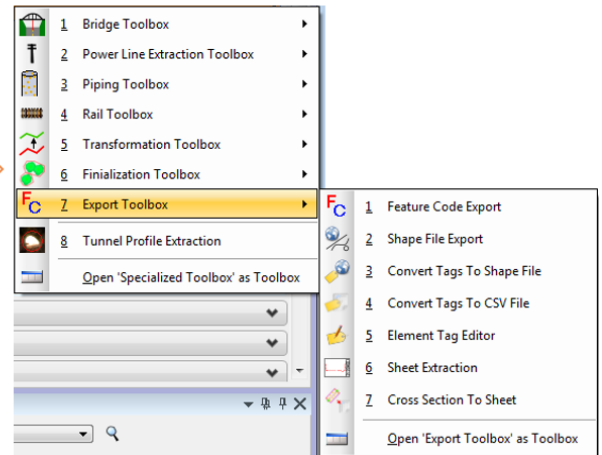 1 Bridge Toolbox
2 Power Line Extraction Toolbox
3 Piping Toolbox
4 Rail Toolbox
5 Transformation Toolbox
6 Finialization Toolbox
FC 7 Export Toolbox
8 Tunnel Profile Extraction
Open 'Specialized Toolbox' as Toolbox
FC 1 Feature Code Export
2 Shape File Export
3 Convert Tags To Shape File
4 Convert Tags To CSV File
5 Element Tag Editor
6 Sheet Extraction
7 Cross Section To Sheet
Open 'Export Toolbox' as Toolbox